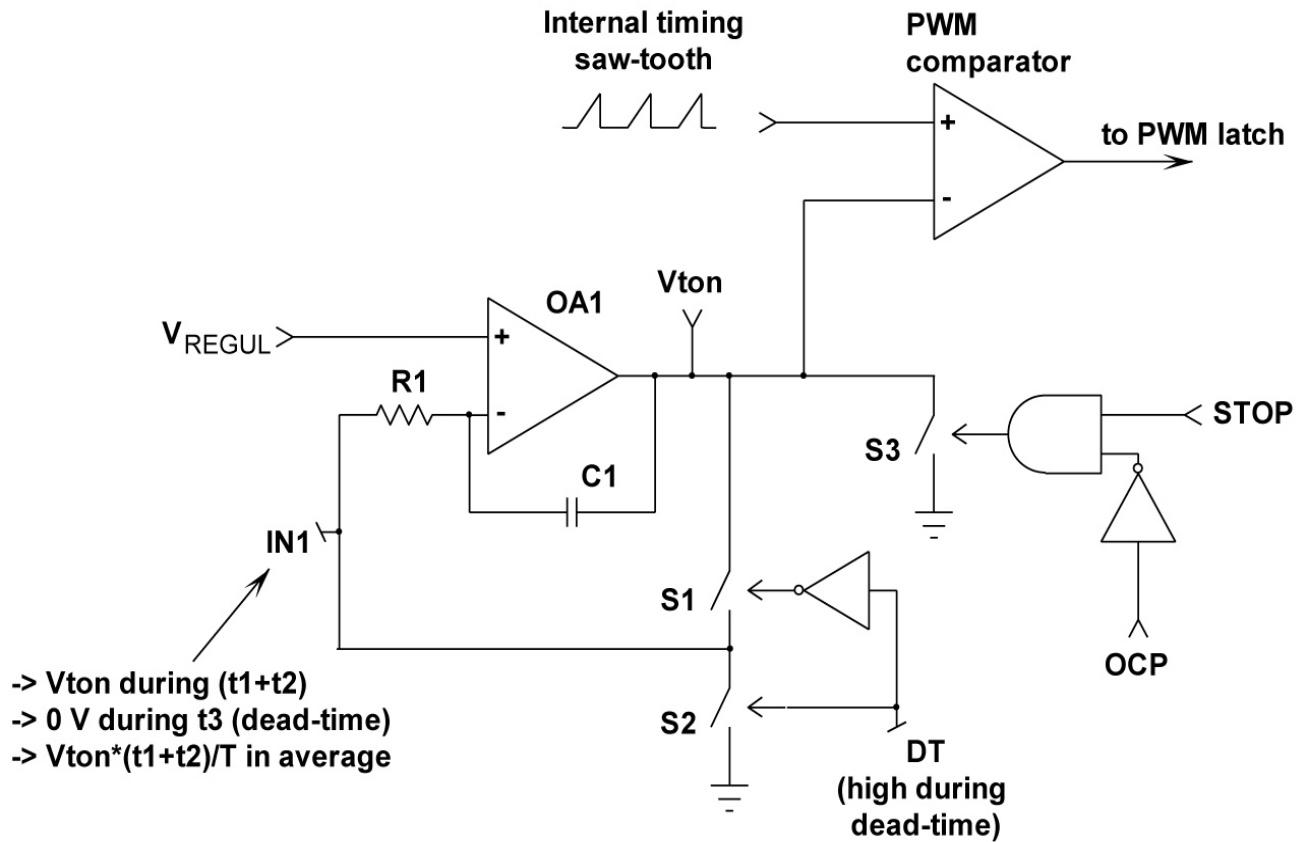 Internal timing
saw-tooth
PWM
comparator
+
-
to PWM latch
Vton
OA1
VREGUL
+
-
R1
C1
S3
STOP
IN1
S1
OCP
-> Vton during (t1+t2)
-> 0 V during t3 (dead-time)
-> Vton*(t1+t2)/T in average
S2
DT
(high during
dead-time)